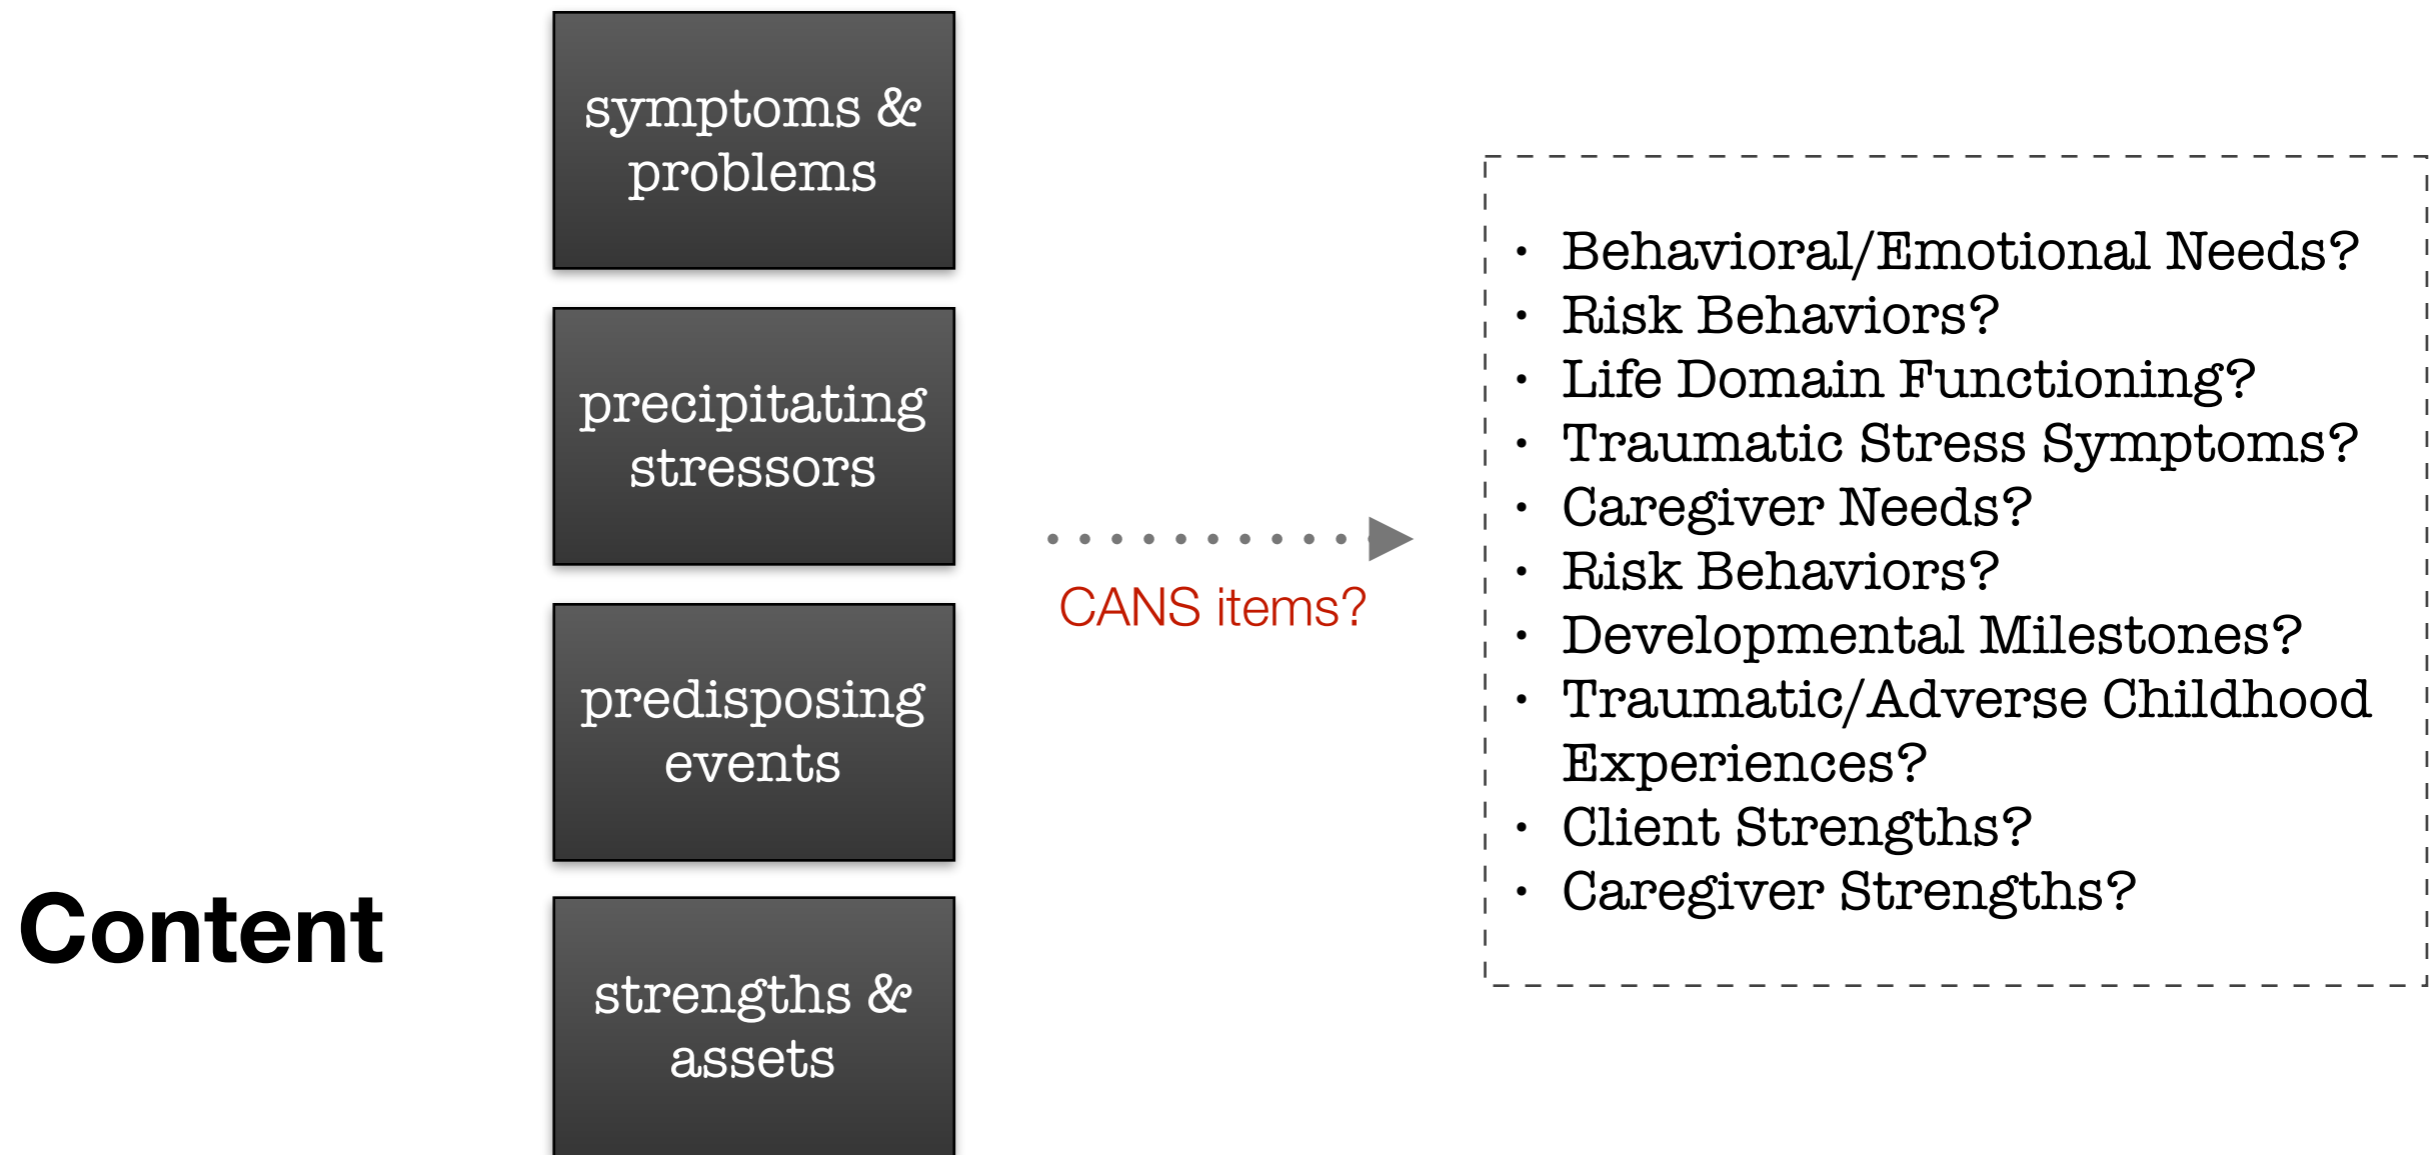 symptoms &
problems
precipitating
stressors
predisposing
events
strengths &
assets
Content
CANS items?
• Behavioral/Emotional Needs?
• Risk Behaviors?
• Life Domain Functioning?
• Traumatic Stress Symptoms?
• Caregiver Needs?
• Risk Behaviors?
• Developmental Milestones?
• Traumatic/Adverse Childhood
Experiences?
• Client Strengths?
• Caregiver Strengths?